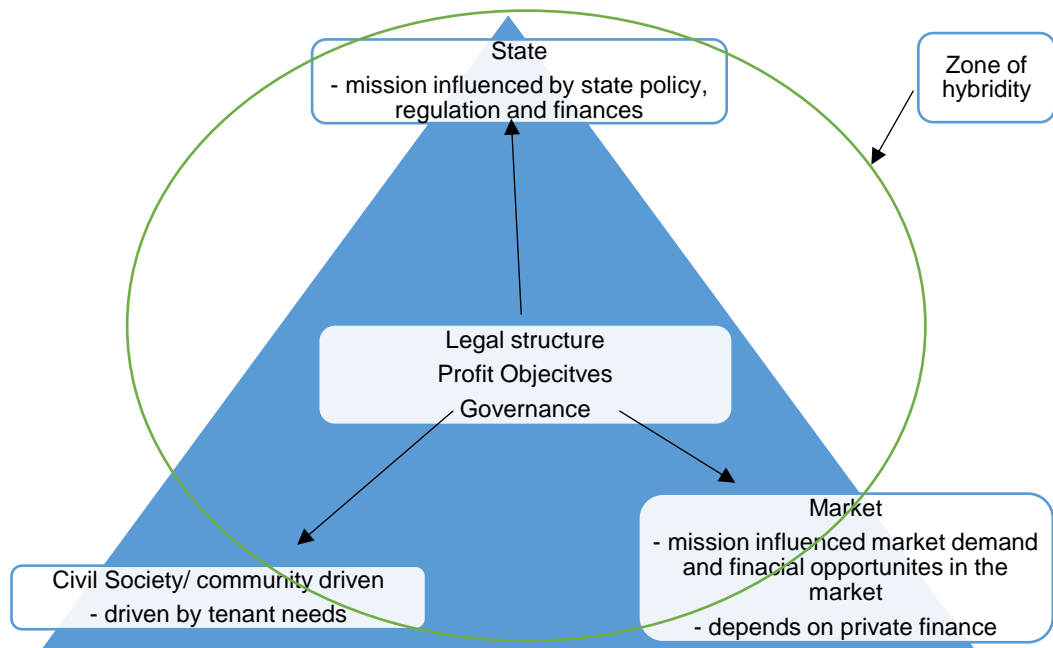 State
- mission influenced by state policy,
regulation and finances
Zone of
hybridity
Legal structure
Profit Objecitves
Governance
Civil Society/ community driven
- driven by tenant needs
Market
- mission influenced market demand
and finacial opportunites in the
market
- depends on private finance